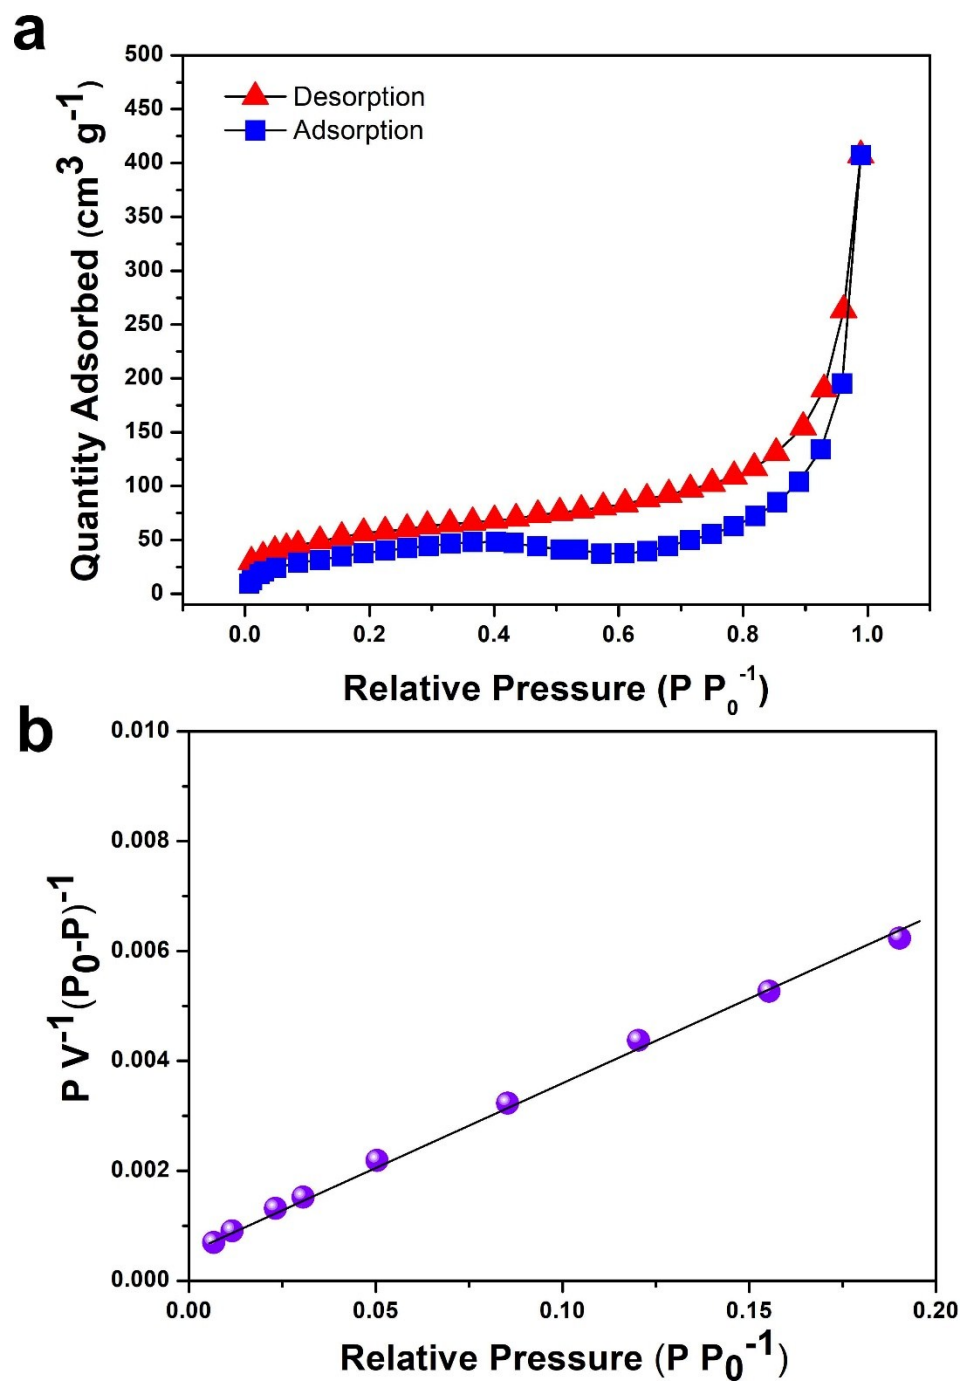 a
500
450
400
350
300
250
200
150
100
50
0
Quantity Adsorbed (cm³ g⁻¹)
Desorption
Adsorption
0.0 0.2 0.4 0.6 0.8 1.0
Relative Pressure (P P₀⁻¹)
b
0.010
0.008
0.006
0.004
0.002
0.000
P V⁻¹(P₀-P)⁻¹
0.00 0.05 0.10 0.15 0.20
Relative Pressure (P P₀⁻¹)